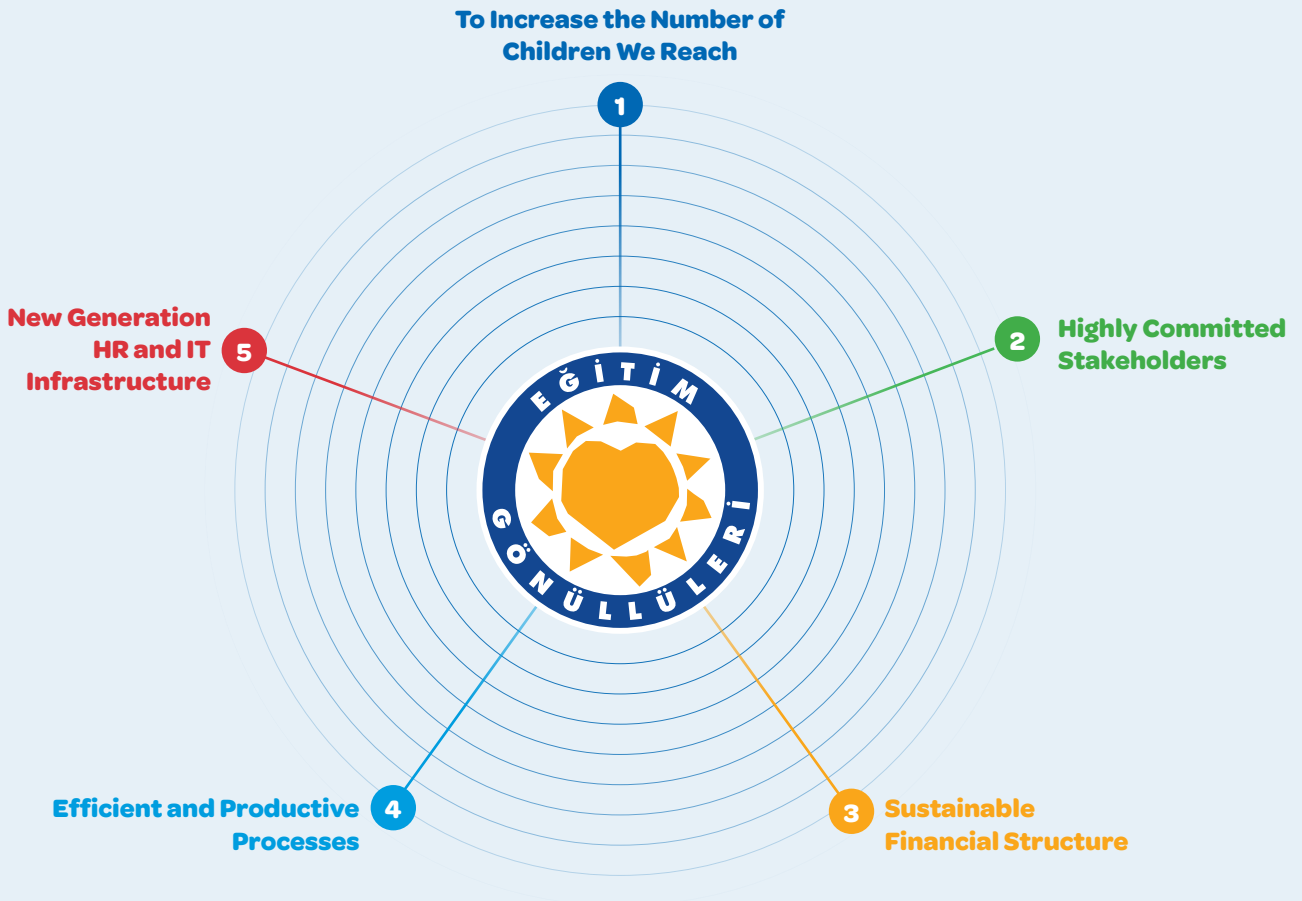 To Increase the Number of
Children We Reach
1
2
Highly Committed
Stakeholders
3
Sustainable
Financial Structure
4
Efficient and Productive
Processes
5
New Generation
HR and IT
Infrastructure
EĞİTİM
GÖNÜLLÜLERİ